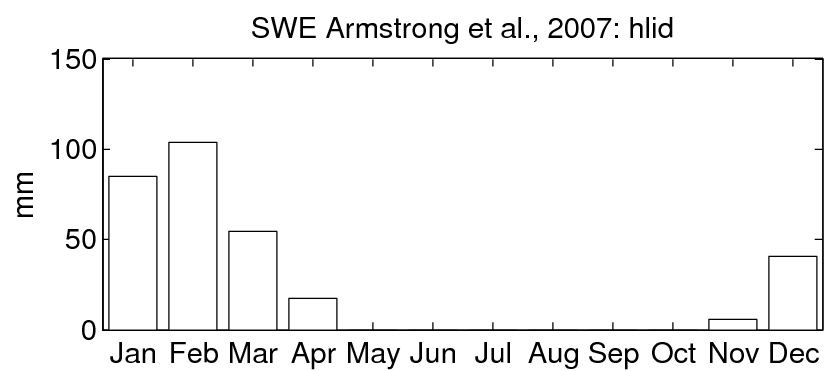 SWE Armstrong et al., 2007: hlid
150
100
50
0
mm
Jan Feb Mar Apr May Jun Jul Aug Sep Oct Nov Dec